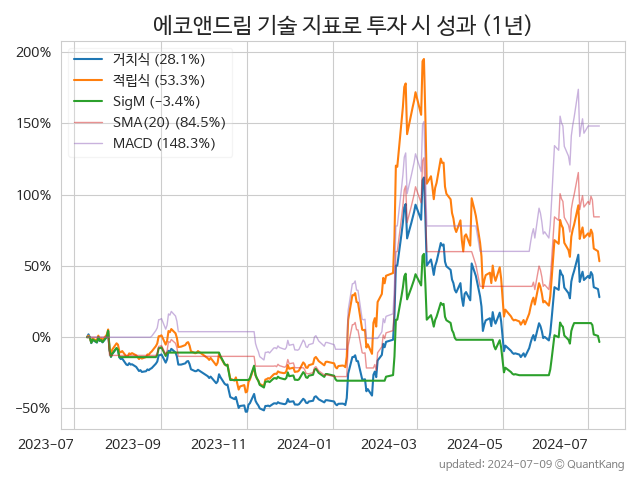 에코앤드림 기술 지표로 투자 시 성과 (1년)
200%
150%
100%
50%
0%
−50%
거치식 (28.1%)
적립식 (53.3%)
SigM (−3.4%)
SMA(20) (84.5%)
MACD (148.3%)
2023-07 2023-09 2023-11 2024-01 2024-03 2024-05 2024-07
updated: 2024-07-09 © QuantKang